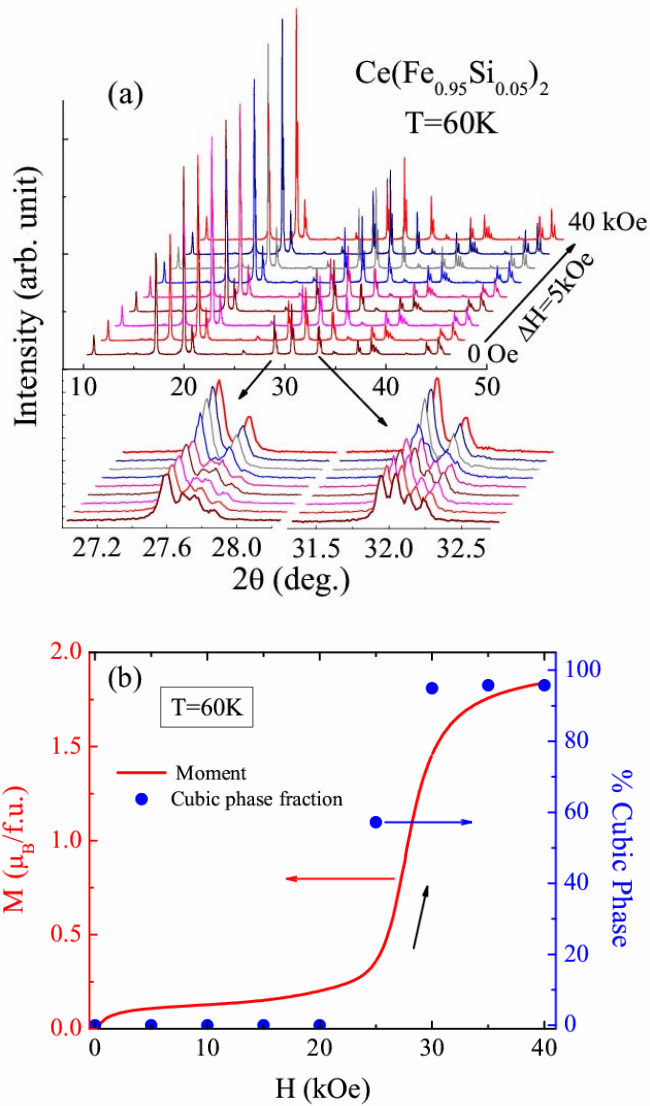 (a)
Ce(Fe0.95Si0.05)2
T=60K
Intensity (arb. unit)
40 kOe
ΔH=5kOe
0 Oe
10 20 30 40 50
27.2 27.6 28.0 31.5 32.0 32.5
2θ (deg.)
(b)
T=60K
Moment
Cubic phase fraction
M (μB/f.u.)
2.0
1.5
1.0
0.5
0.0
% Cubic Phase
100
80
60
40
20
0
0 10 20 30 40
H (kOe)